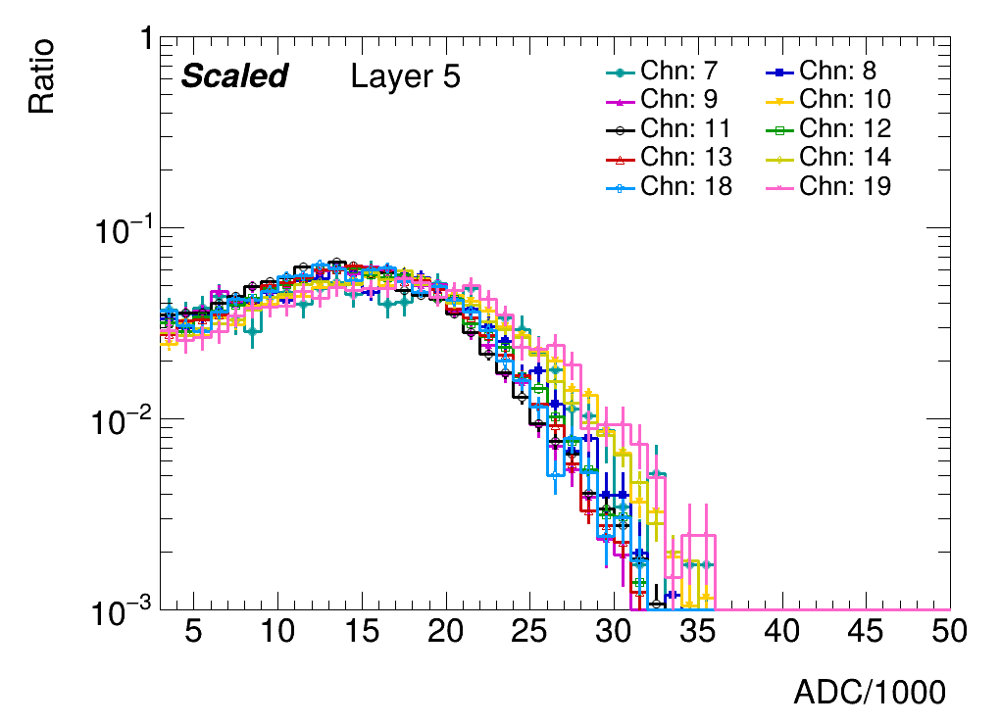 Ratio
1
10⁻¹
10⁻²
10⁻³
Scaled Layer 5
Chn: 7 Chn: 8
Chn: 9 Chn: 10
Chn: 11 Chn: 12
Chn: 13 Chn: 14
Chn: 18 Chn: 19
5 10 15 20 25 30 35 40 45 50
ADC/1000